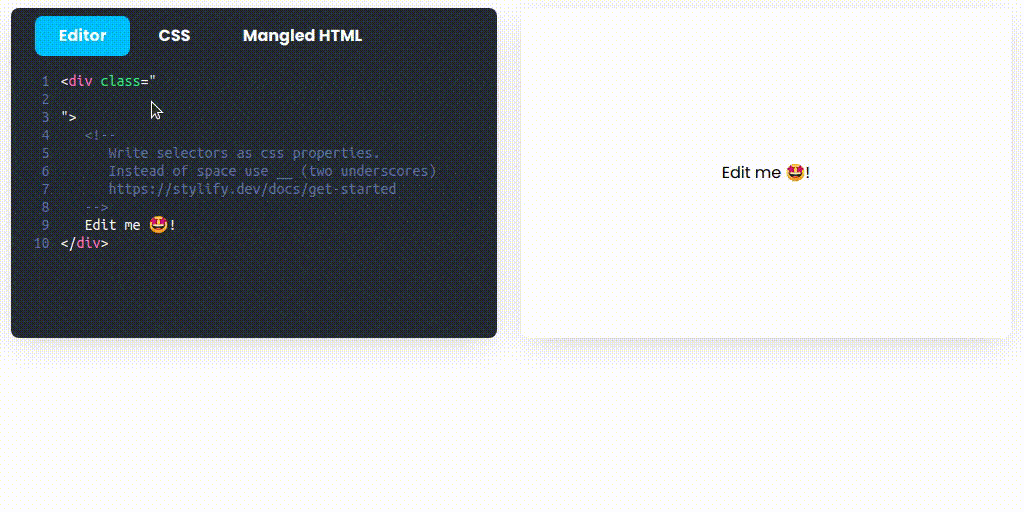 Editor CSS Mangled HTML
1 <div class="
2
3 ">
4 <!--
5 Write selectors as css properties.
6 Instead of space use __ (two underscores)
7 https://stylify.dev/docs/get-started
8 -->
9 Edit me 🤩!
10 </div>
Edit me 🤩!